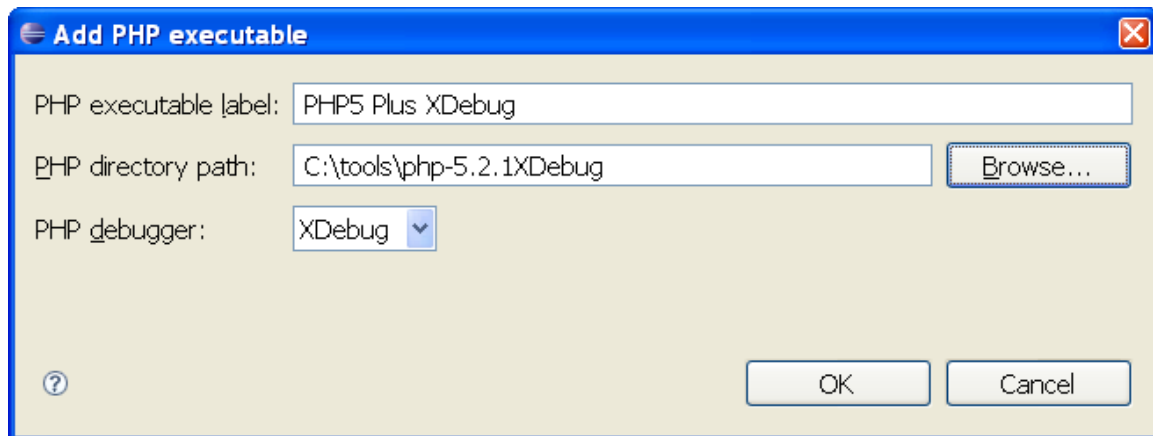 Add PHP executable
PHP executable label: PHP5 Plus XDebug
PHP directory path: C:\tools\php-5.2.1XDebug Browse...
PHP debugger: XDebug
? OK Cancel